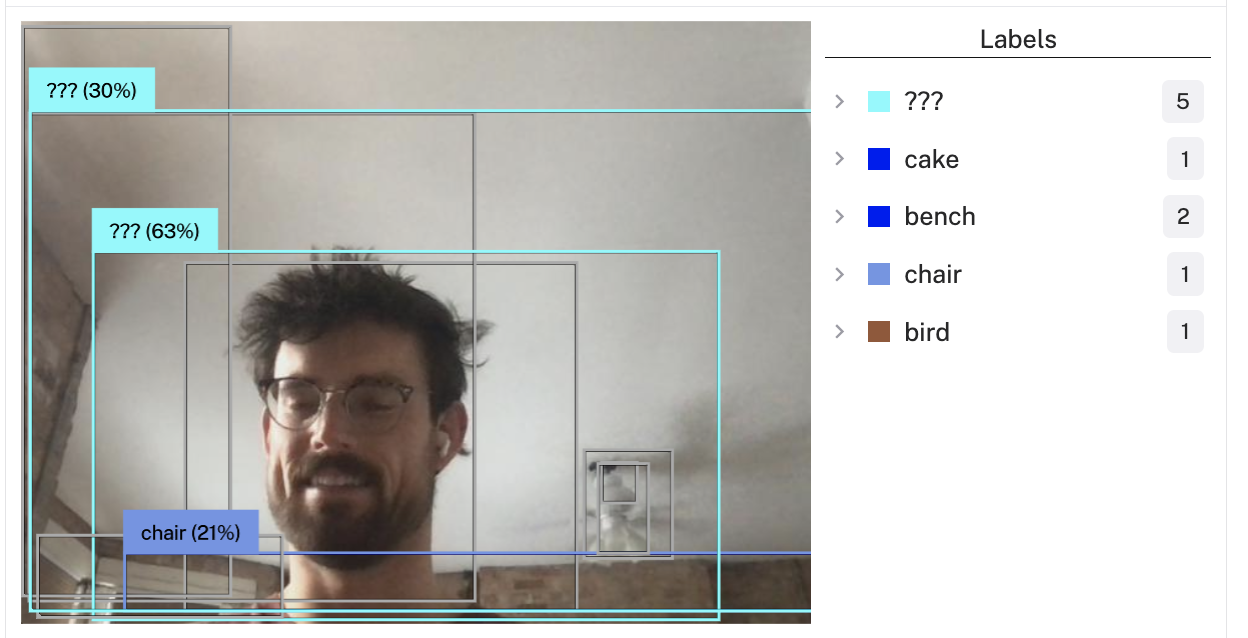 Labels
??? (30%)
??? (63%)
chair (21%)
??? 5
cake 1
bench 2
chair 1
bird 1